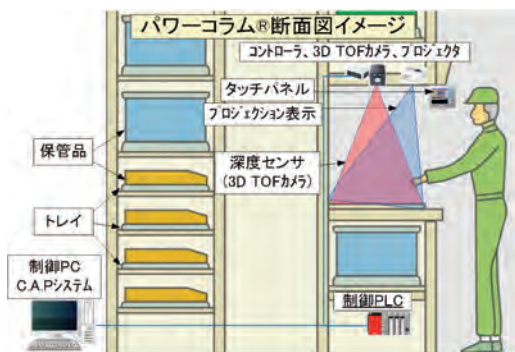 パワーコラム®断面図イメージ
コントローラ、3D TOFカメラ、プロジェクタ
タッチパネル
プロジェクション表示
保管品
深度センサ
(3D TOFカメラ)
トレイ
制御PC
C.A.Pシステム
制御PLC